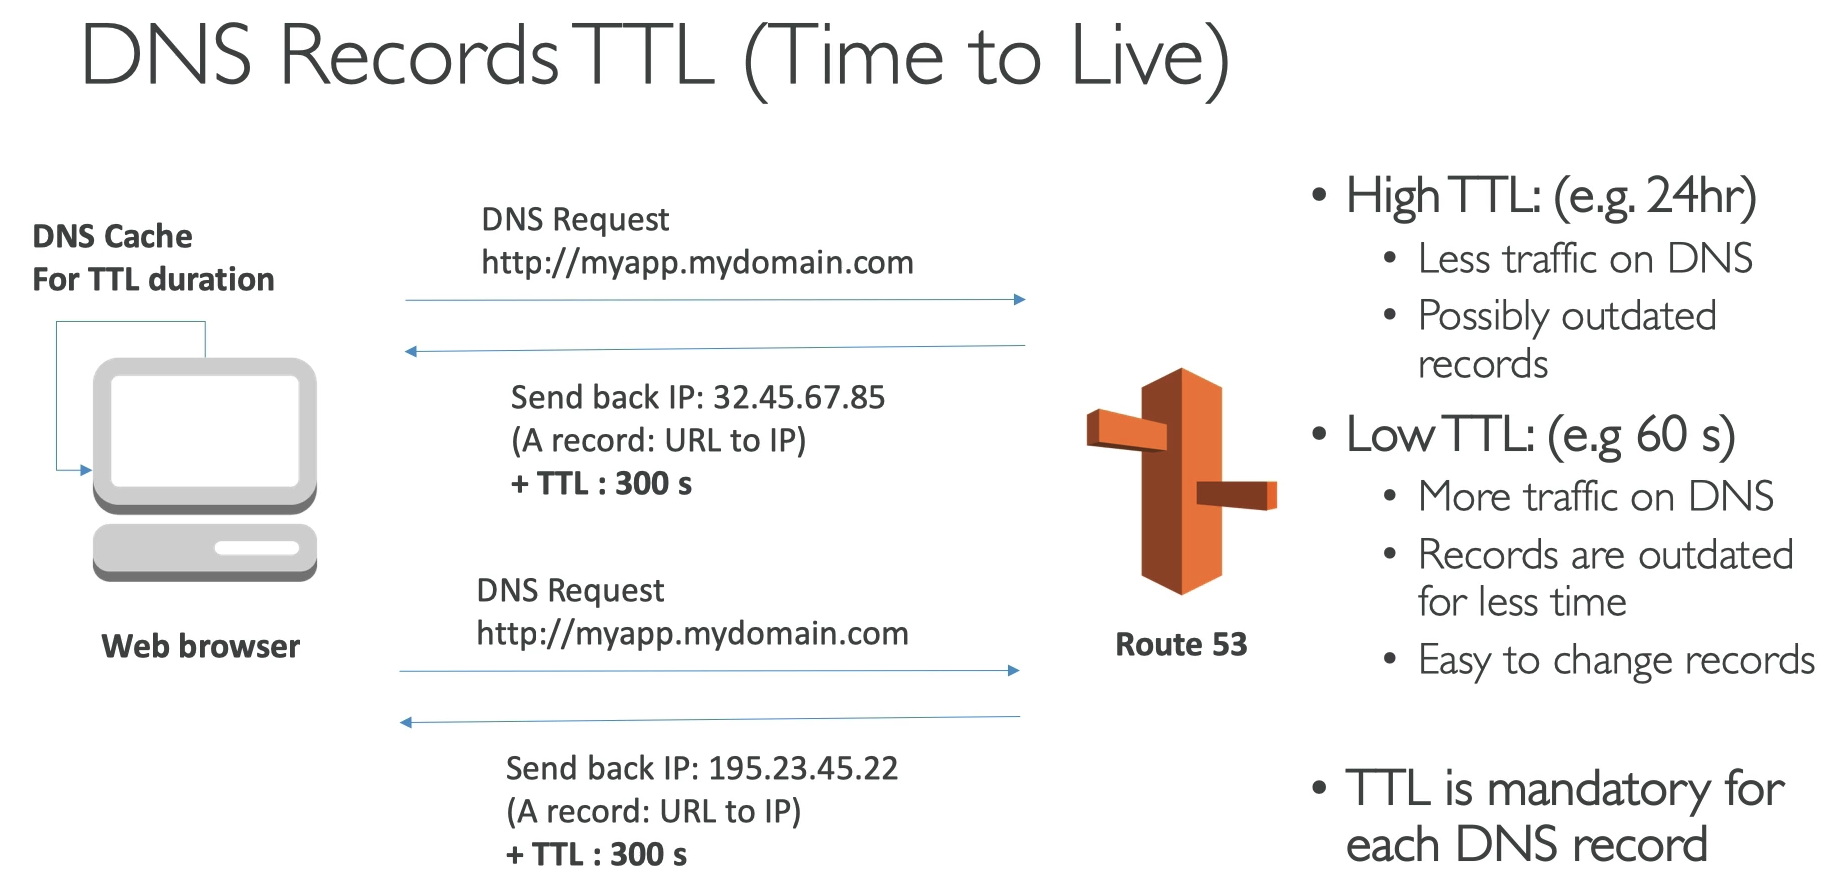 DNS Records TTL (Time to Live)
DNS Cache
For TTL duration
Web browser
DNS Request
http://myapp.mydomain.com
Send back IP: 32.45.67.85
(A record: URL to IP)
+ TTL : 300 s
DNS Request
http://myapp.mydomain.com
Send back IP: 195.23.45.22
(A record: URL to IP)
+ TTL : 300 s
Route 53
• High TTL: (e.g. 24hr)
• Less traffic on DNS
• Possibly outdated
records
• Low TTL: (e.g 60 s)
• More traffic on DNS
• Records are outdated
for less time
• Easy to change records
• TTL is mandatory for
each DNS record